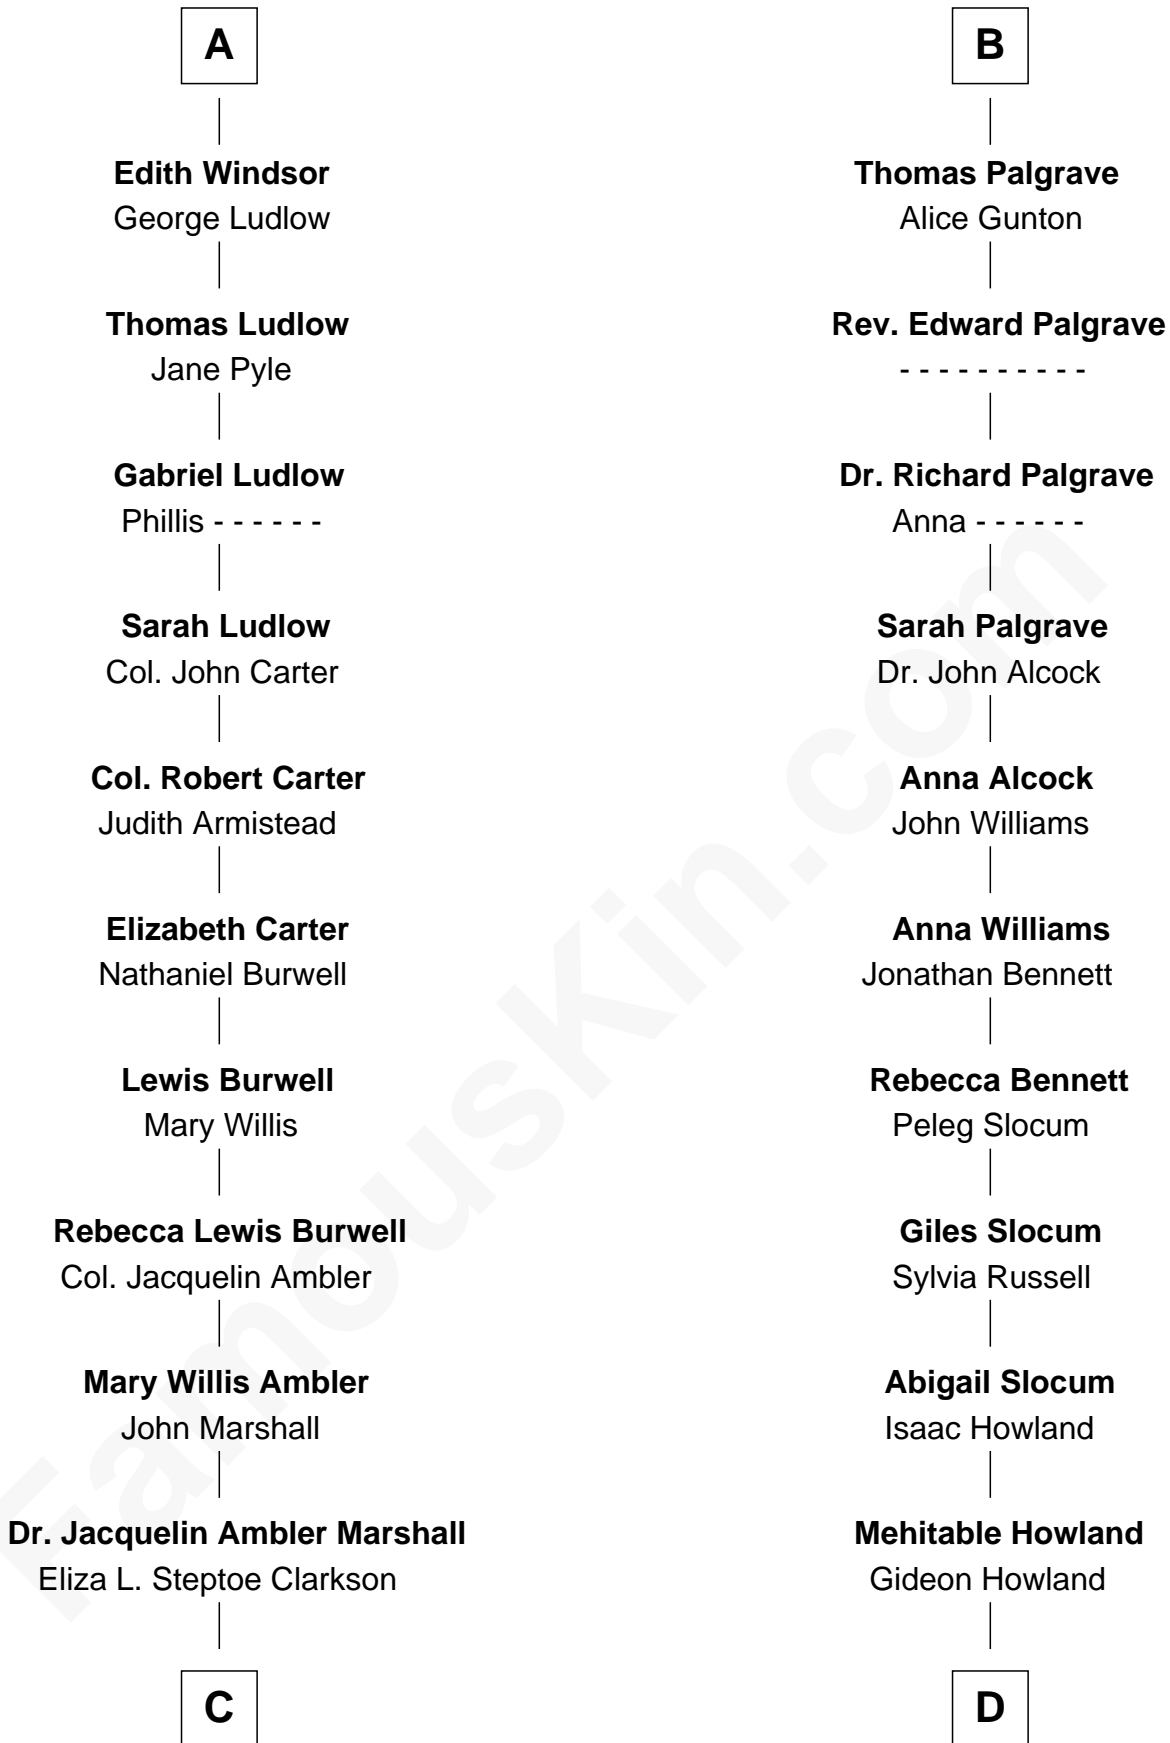 A
Edith Windsor
George Ludlow
Thomas Ludlow
Jane Pyle
Gabriel Ludlow
Phillis - - - - - -
Sarah Ludlow
Col. John Carter
Col. Robert Carter
Judith Armistead
Elizabeth Carter
Nathaniel Burwell
Lewis Burwell
Mary Willis
Rebecca Lewis Burwell
Col. Jacquelin Ambler
Mary Willis Ambler
John Marshall
Dr. Jacquelin Ambler Marshall
Eliza L. Steptoe Clarkson
C
B
Thomas Palgrave
Alice Gunton
Rev. Edward Palgrave
- - - - - - - - - -
Dr. Richard Palgrave
Anna - - - - - -
Sarah Palgrave
Dr. John Alcock
Anna Alcock
John Williams
Anna Williams
Jonathan Bennett
Rebecca Bennett
Peleg Slocum
Giles Slocum
Sylvia Russell
Abigail Slocum
Isaac Howland
Mehitable Howland
Gideon Howland
D
FamousKin.com